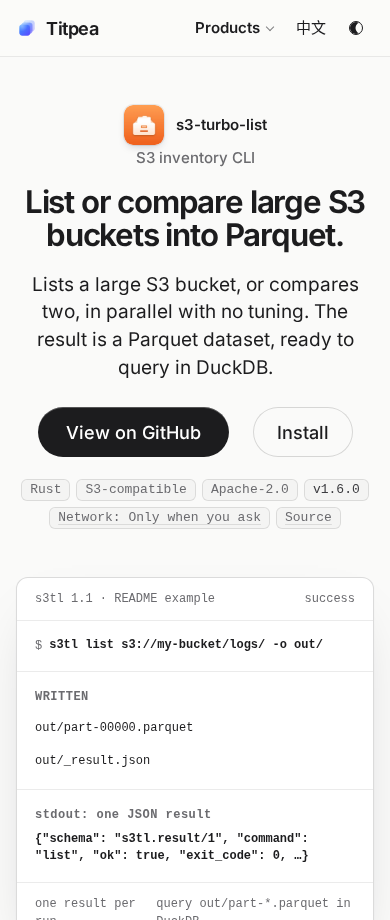 Titpea
Products
中文
s3-turbo-list
S3 inventory CLI
List or compare large S3
buckets into Parquet.
Lists a large S3 bucket, or compares
two, in parallel with no tuning. The
result is a Parquet dataset, ready to
query in DuckDB.
View on GitHub
Install
Rust
S3-compatible
Apache-2.0
v1.6.0
Network: Only when you ask
Source
s3tl 1.1 · README example
success
$ s3tl list s3://my-bucket/logs/ -o out/
WRITTEN
out/part-00000.parquet
out/_result.json
stdout: one JSON result
{"schema": "s3tl.result/1", "command":
"list", "ok": true, "exit_code": 0, …}
one result per
run
query out/part-*.parquet in
DuckDB